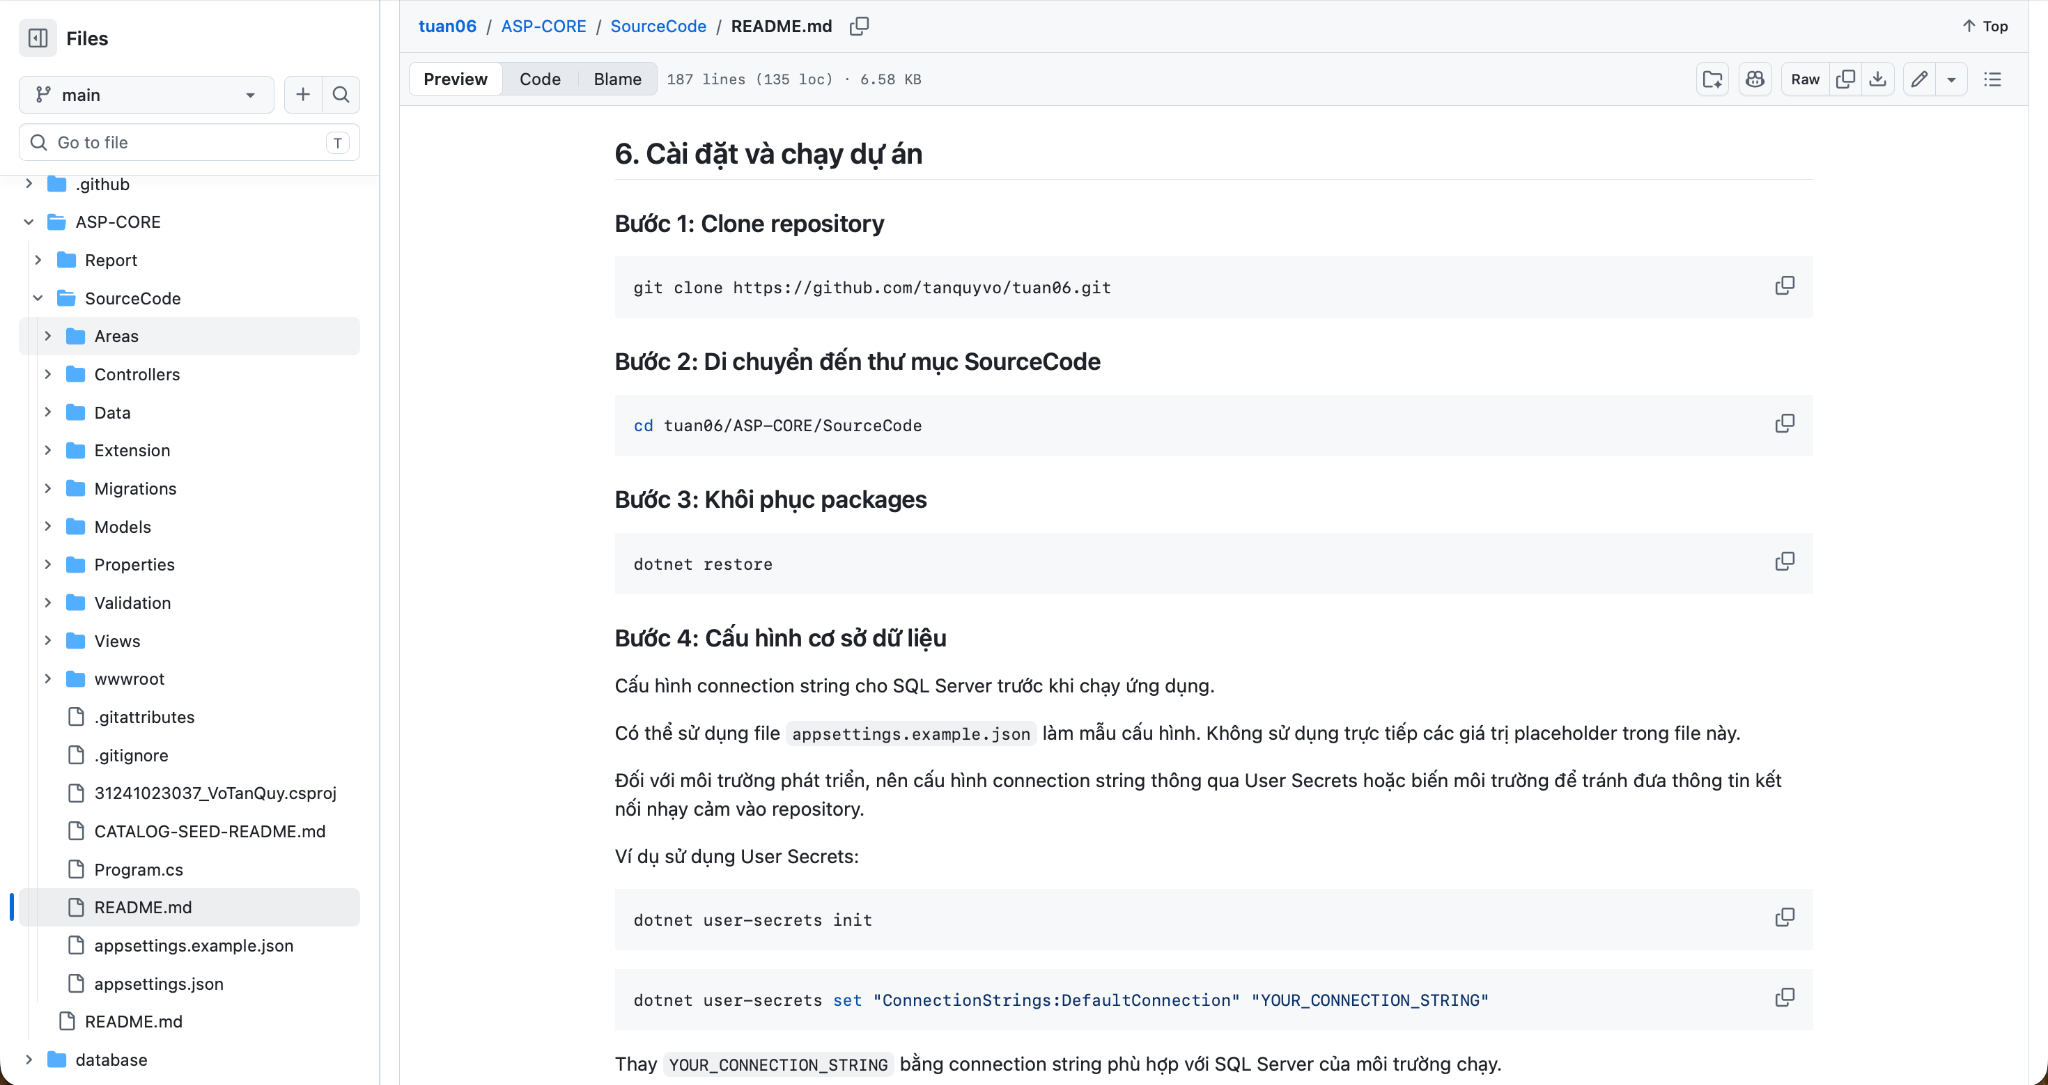 Files
main
Go to file
T
.github
ASP-CORE
Report
SourceCode
Areas
Controllers
Data
Extension
Migrations
Models
Properties
Validation
Views
wwwroot
.gitattributes
.gitignore
31241023037_VoTanQuy.csproj
CATALOG-SEED-README.md
Program.cs
README.md
appsettings.example.json
appsettings.json
README.md
database
tuan06 / ASP-CORE / SourceCode / README.md
Top
Preview Code Blame 187 lines (135 loc) · 6.58 KB
Raw
6. Cài đặt và chạy dự án
Bước 1: Clone repository
git clone https://github.com/tanquyvo/tuan06.git
Bước 2: Di chuyển đến thư mục SourceCode
cd tuan06/ASP-CORE/SourceCode
Bước 3: Khôi phục packages
dotnet restore
Bước 4: Cấu hình cơ sở dữ liệu
Cấu hình connection string cho SQL Server trước khi chạy ứng dụng.
Có thể sử dụng file appsettings.example.json làm mẫu cấu hình. Không sử dụng trực tiếp các giá trị placeholder trong file này.
Đối với môi trường phát triển, nên cấu hình connection string thông qua User Secrets hoặc biến môi trường để tránh đưa thông tin kết
nối nhạy cảm vào repository.
Ví dụ sử dụng User Secrets:
dotnet user-secrets init
dotnet user-secrets set "ConnectionStrings:DefaultConnection" "YOUR_CONNECTION_STRING"
Thay YOUR_CONNECTION_STRING bằng connection string phù hợp với SQL Server của môi trường chạy.